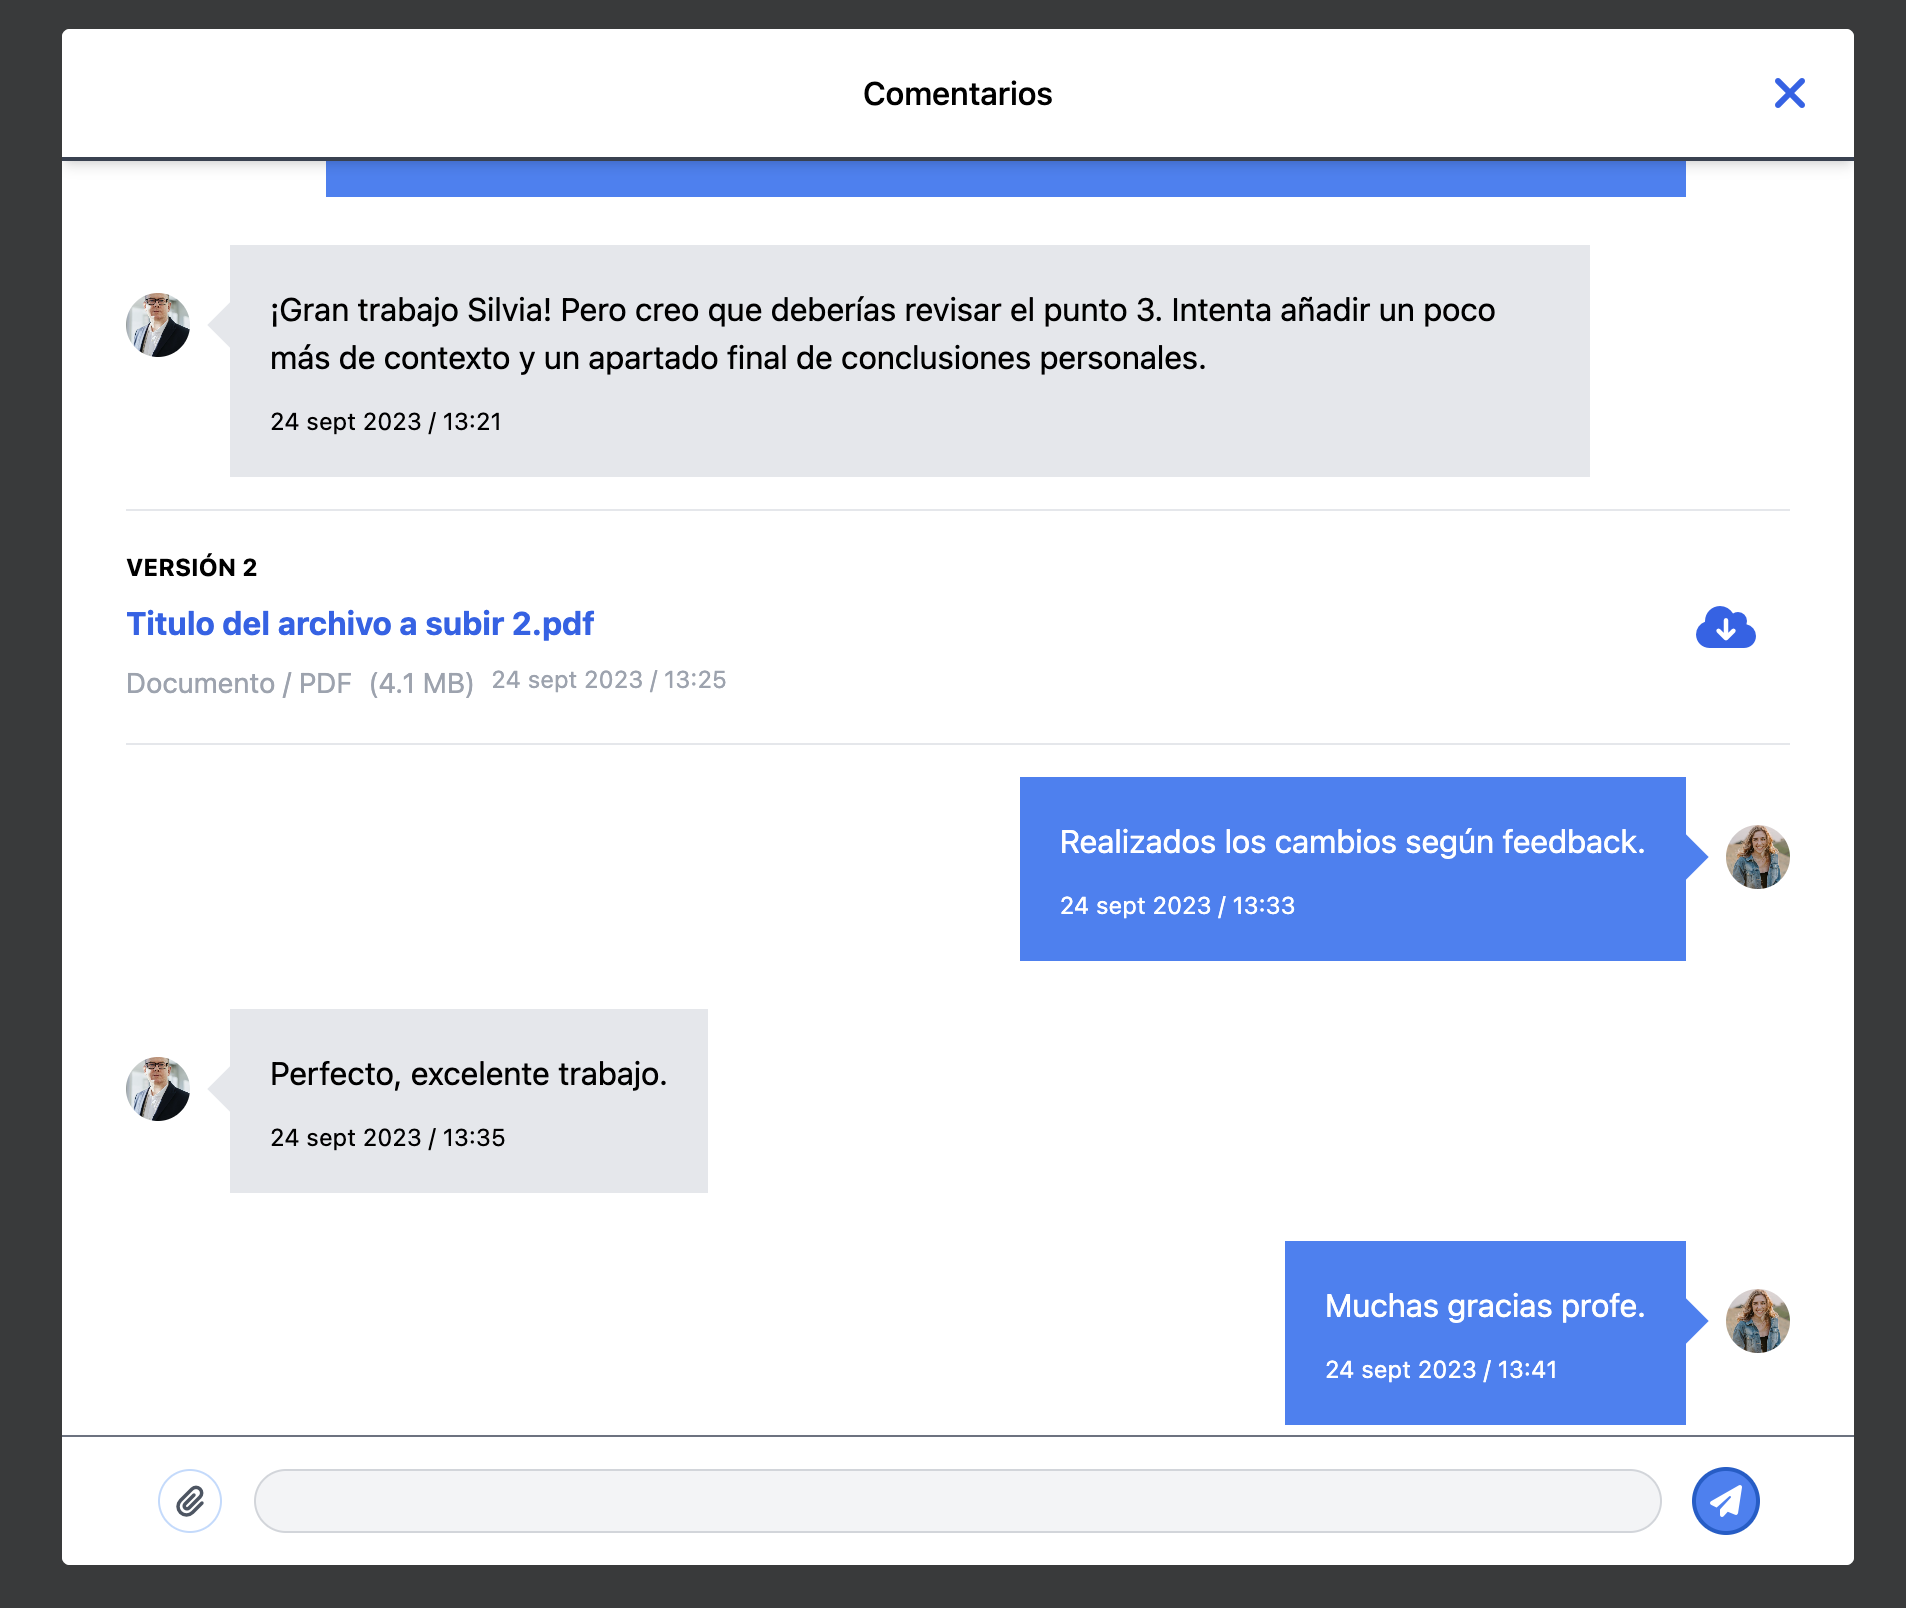 Comentarios
¡Gran trabajo Silvia! Pero creo que deberías revisar el punto 3. Intenta añadir un poco
más de contexto y un apartado final de conclusiones personales.
24 sept 2023 / 13:21
VERSIÓN 2
Titulo del archivo a subir 2.pdf
Documento / PDF (4.1 MB) 24 sept 2023 / 13:25
Realizados los cambios según feedback.
24 sept 2023 / 13:33
Perfecto, excelente trabajo.
24 sept 2023 / 13:35
Muchas gracias profe.
24 sept 2023 / 13:41